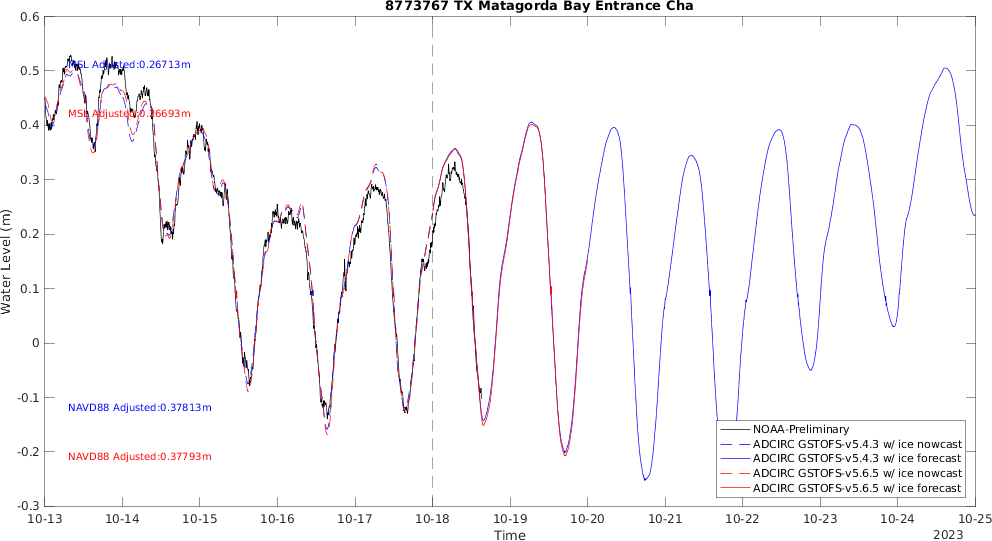 8773767 TX Matagorda Bay Entrance Cha
0.6
0.5
0.4
0.3
0.2
0.1
0
-0.1
-0.2
-0.3
Water Level (m)
MSL Adjusted:0.26713m
MSL Adjusted:0.26693m
NAVD88 Adjusted:0.37813m
NAVD88 Adjusted:0.37793m
NOAA-Preliminary
ADCIRC GSTOFS-v5.4.3 w/ ice nowcast
ADCIRC GSTOFS-v5.4.3 w/ ice forecast
ADCIRC GSTOFS-v5.6.5 w/ ice nowcast
ADCIRC GSTOFS-v5.6.5 w/ ice forecast
10-13 10-14 10-15 10-16 10-17 10-18 10-19 10-20 10-21 10-22 10-23 10-24 10-25
Time
2023